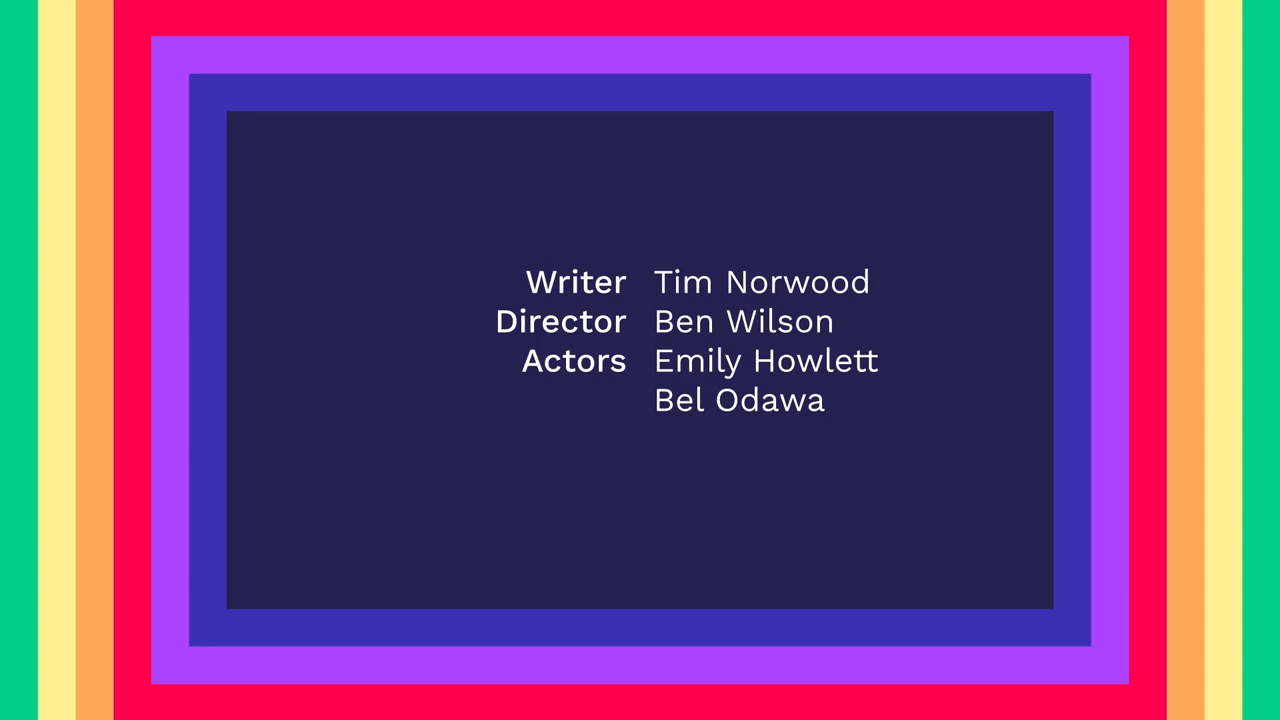 Writer Tim Norwood
Director Ben Wilson
Actors Emily Howlett
Bel Odawa